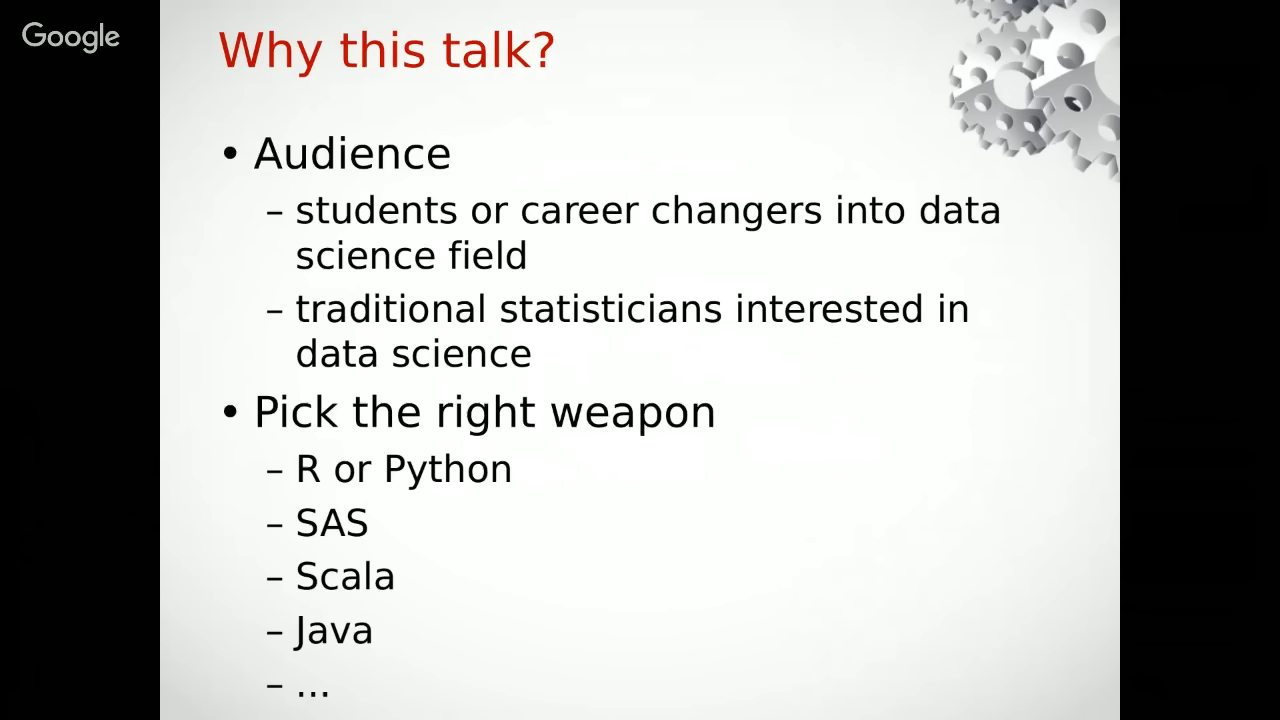 Google
Why this talk?
• Audience
– students or career changers into data
science field
– traditional statisticians interested in
data science
• Pick the right weapon
– R or Python
– SAS
– Scala
– Java
– ...